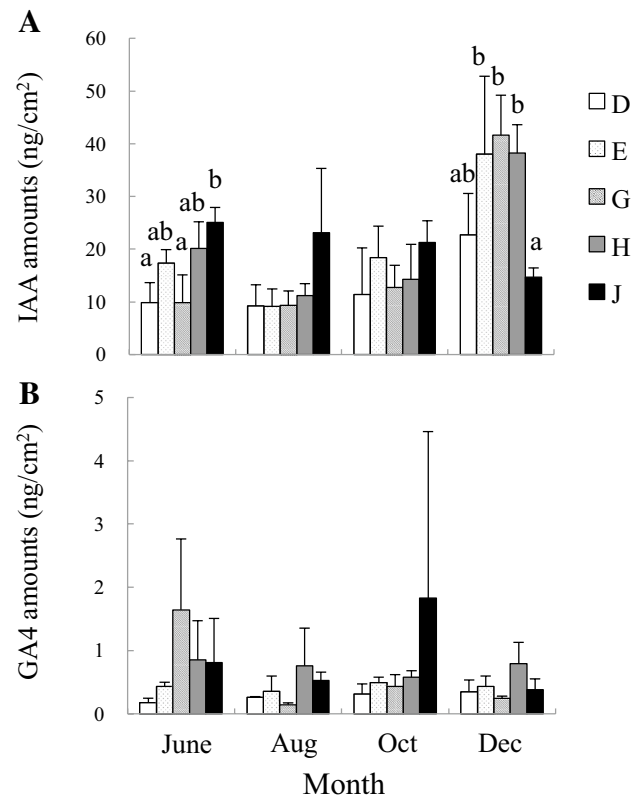 A
IAA amounts (ng/cm²)
60
50
40
30
20
10
0
a ab a ab b
ab b b b a
D
E
G
H
J
B
GA4 amounts (ng/cm²)
5
4
3
2
1
0
June Aug Oct Dec
Month